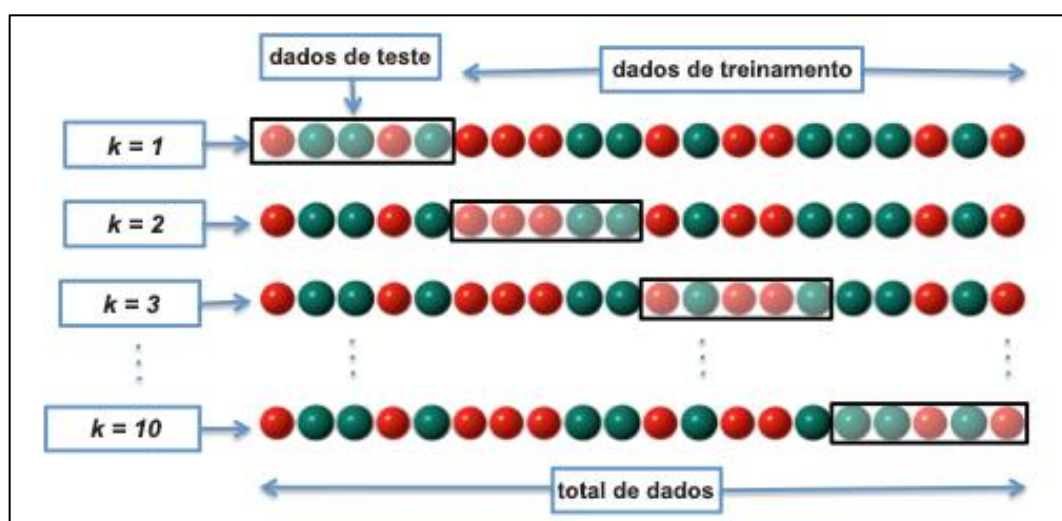 dados de teste
dados de treinamento
k = 1
k = 2
k = 3
k = 10
total de dados